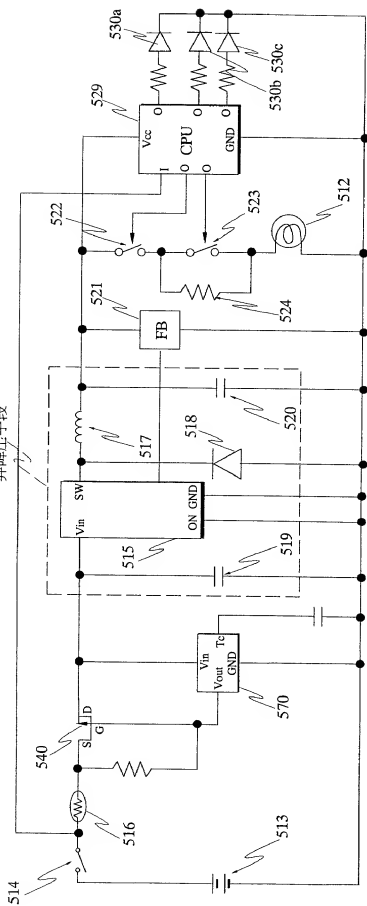 514
516
540
S
D
G
Vin
SW
515
ON
GND
517
518
519
520
521
FB
522
523
524
512
529
Vcc
I
O
O
CPU
O
O
O
GND
530a
530b
530c
Vin
Vout
Tc
GND
570
513